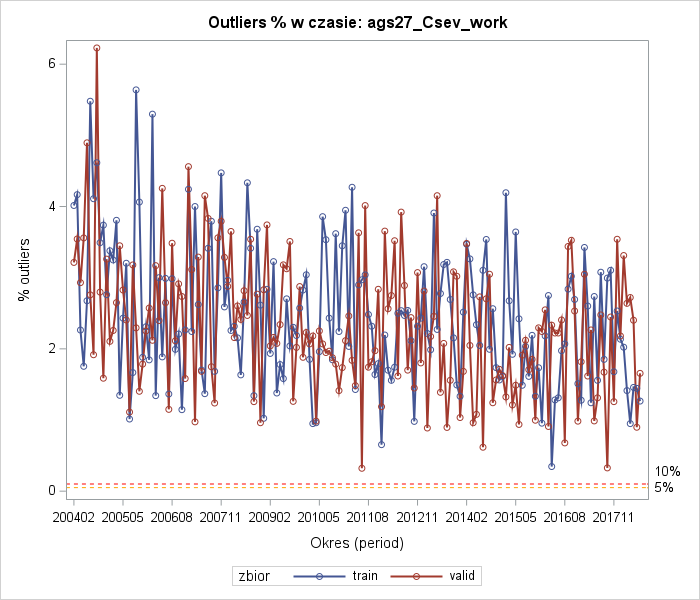 Outliers % w czasie: ags27_Csev_work
% outliers
6
4
2
0
10%
5%
200402 200505 200608 200711 200902 201005 201108 201211 201402 201505 201608 201711
Okres (period)
zbior train valid